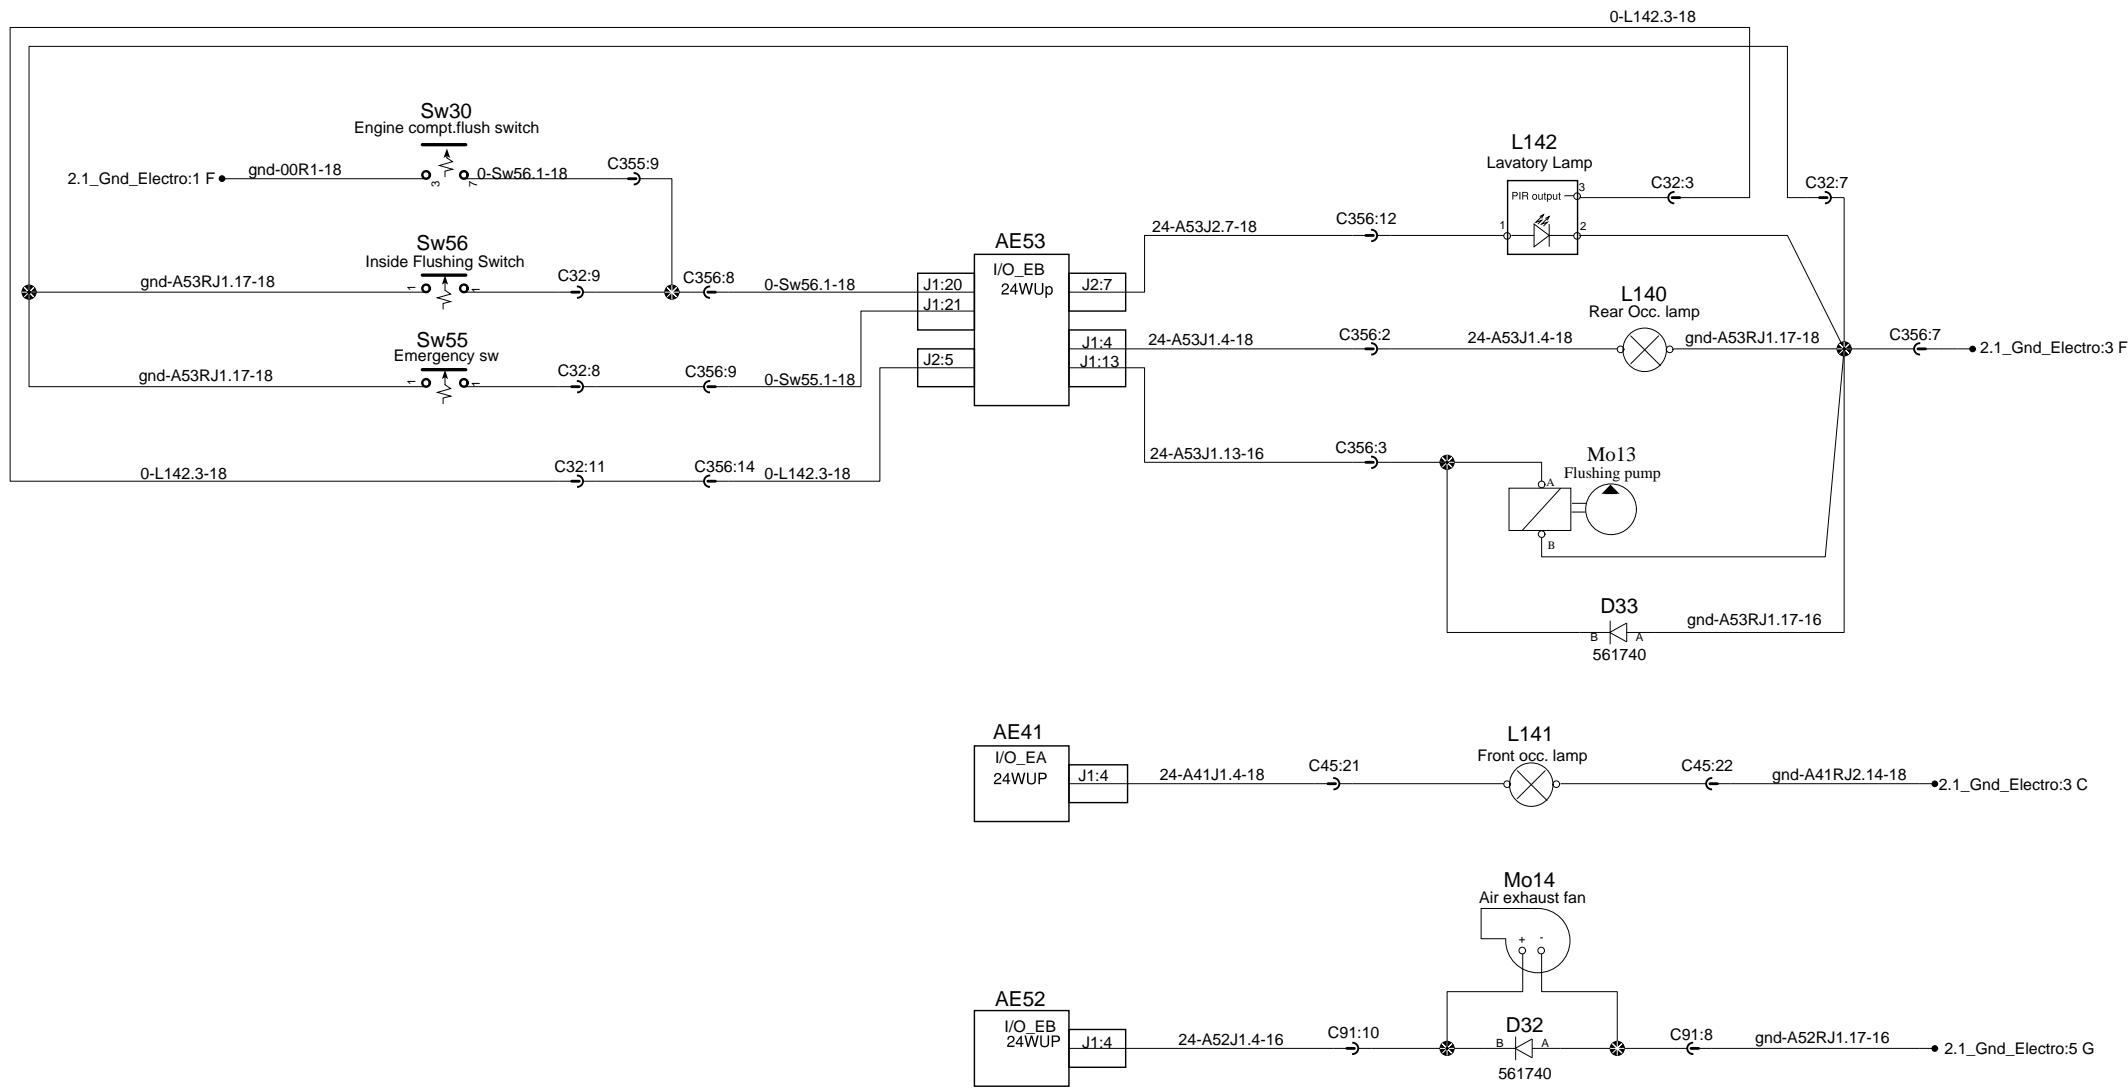 0-L142.3-18
Sw30
Engine compt.flush switch
2.1_Gnd_Electro:1 F
gnd-00R1-18
3
7
0-Sw56.1-18
C355:9
Sw56
Inside Flushing Switch
gnd-A53RJ1.17-18
1
1
C32:9
C356:8
0-Sw56.1-18
Sw55
Emergency sw
gnd-A53RJ1.17-18
1
1
C32:8
C356:9
0-Sw55.1-18
0-L142.3-18
C32:11
C356:14
0-L142.3-18
AE53
I/O_EB
24WUp
J1:20
J1:21
J2:5
J2:7
J1:4
J1:13
24-A53J2.7-18
C356:12
L142
Lavatory Lamp
PIR output
3
1
2
C32:3
C32:7
24-A53J1.4-18
C356:2
24-A53J1.4-18
L140
Rear Occ. lamp
gnd-A53RJ1.17-18
C356:7
2.1_Gnd_Electro:3 F
24-A53J1.13-16
C356:3
Mo13
Flushing pump
A
B
D33
B
A
561740
gnd-A53RJ1.17-16
AE41
I/O_EA
24WUP
J1:4
24-A41J1.4-18
C45:21
L141
Front occ. lamp
C45:22
gnd-A41RJ2.14-18
2.1_Gnd_Electro:3 C
Mo14
Air exhaust fan
+
-
AE52
I/O_EB
24WUP
J1:4
24-A52J1.4-16
C91:10
D32
B
A
561740
C91:8
gnd-A52RJ1.17-16
2.1_Gnd_Electro:5 G